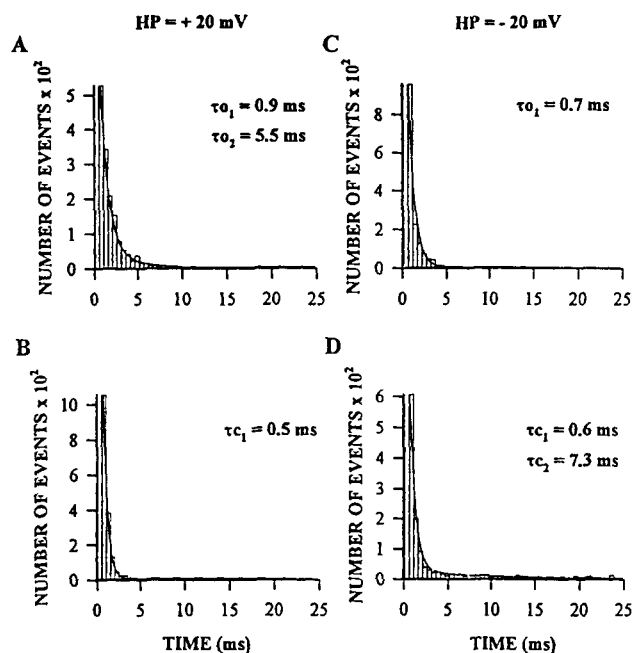 HP = + 20 mV
HP = - 20 mV
A
NUMBER OF EVENTS x 10²
5
4
3
2
1
0
τo₁ = 0.9 ms
τo₂ = 5.5 ms
0 5 10 15 20 25
C
NUMBER OF EVENTS x 10²
8
6
4
2
0
τo₁ = 0.7 ms
0 5 10 15 20 25
B
NUMBER OF EVENTS x 10²
10
8
6
4
2
0
τc₁ = 0.5 ms
0 5 10 15 20 25
TIME (ms)
D
NUMBER OF EVENTS x 10²
6
5
4
3
2
1
0
τc₁ = 0.6 ms
τc₂ = 7.3 ms
0 5 10 15 20 25
TIME (ms)